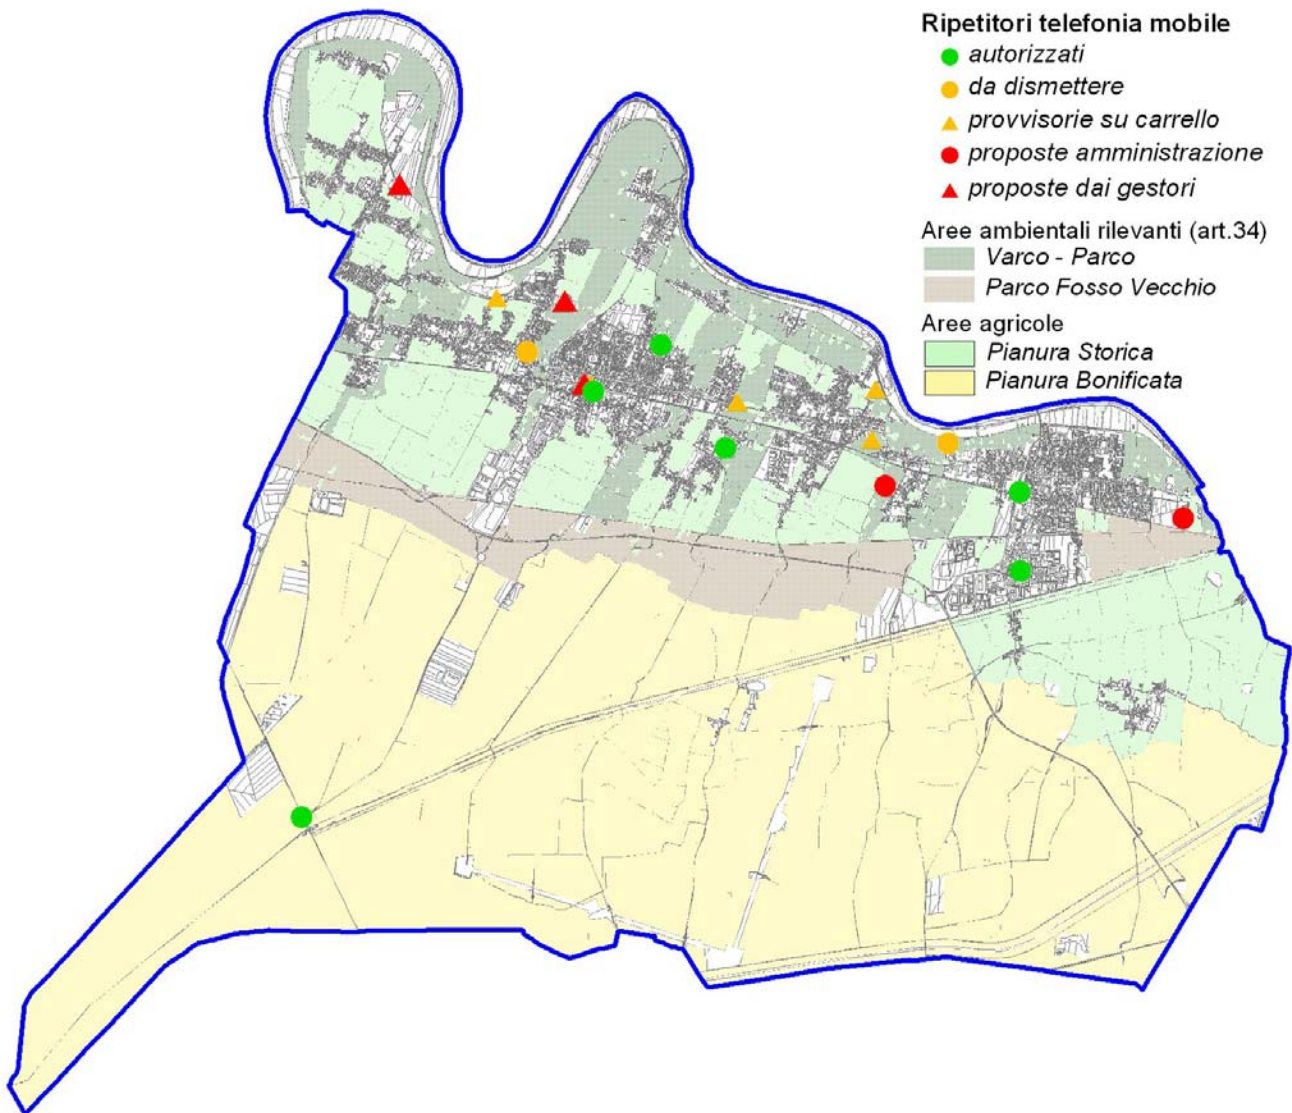 Ripetitori telefonia mobile
autorizzati
da dismettere
provvisorie su carrello
proposte amministrazione
proposte dai gestori
Aree ambientali rilevanti (art.34)
Varco - Parco
Parco Fosso Vecchio
Aree agricole
Pianura Storica
Pianura Bonificata